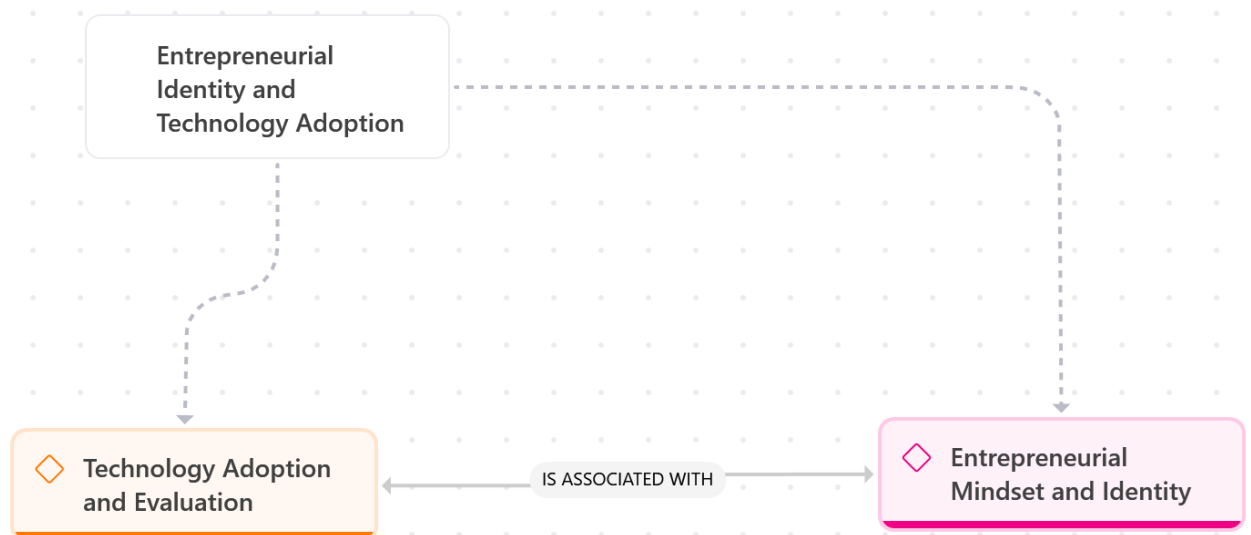 Entrepreneurial
Identity and
Technology Adoption
Technology Adoption
and Evaluation
IS ASSOCIATED WITH
Entrepreneurial
Mindset and Identity